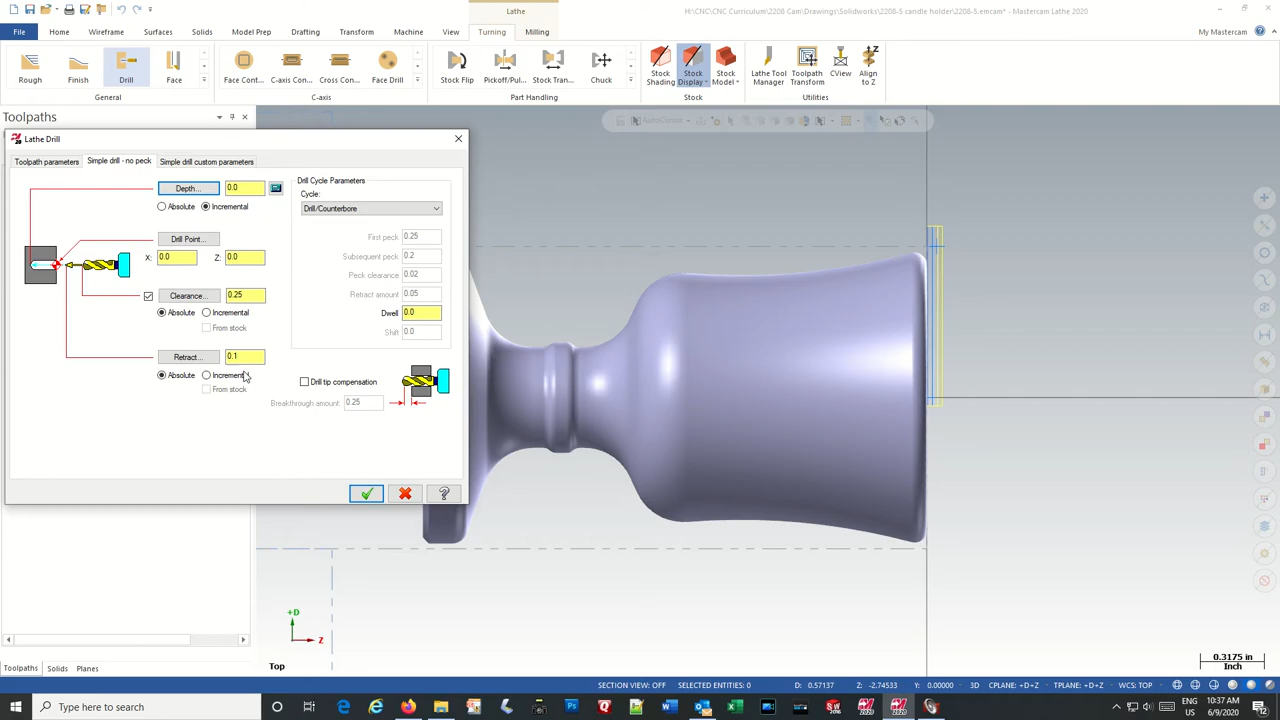 Lathe
H:\CNC\CNC Curriculum\2208 Cam\Drawings\Solidworks\2208-5 candle holder\2208-5.emcam* - Mastercam Lathe 2020
File Home Wireframe Surfaces Solids Model Prep Drafting Transform Machine View Turning Milling My Mastercam
Rough Finish Drill Face Face Cont... C-axis Con... Cross Con... Face Drill Stock Flip Pickoff/Pul... Stock Tran... Chuck Stock Shading Stock Display Stock Model Lathe Tool Manager Toolpath Transform CView Align to Z
General C-axis Part Handling Stock Utilities
Toolpaths
AutoCursor
Lathe Drill
Toolpath parameters Simple drill - no peck Simple drill custom parameters
Depth... 0.0
Absolute Incremental
Drill Point...
X: 0.0 Z: 0.0
Clearance... 0.25
Absolute Incremental
From stock
Retract... 0.1
Absolute Incremental
From stock
Drill Cycle Parameters
Cycle:
Drill/Counterbore
First peck 0.25
Subsequent peck 0.2
Peck clearance 0.02
Retract amount 0.05
Dwell 0.0
Shift 0.0
Drill tip compensation
Breakthrough amount: 0.25
+D
Z
Top
0.3175 in
Inch
Toolpaths Solids Planes
SECTION VIEW: OFF SELECTED ENTITIES: 0 D: 0.57137 Z: -2.74533 Y: 0.00000 3D CPLANE: +D+Z TPLANE: +D+Z WCS: TOP
Type here to search
10:37 AM
6/9/2020